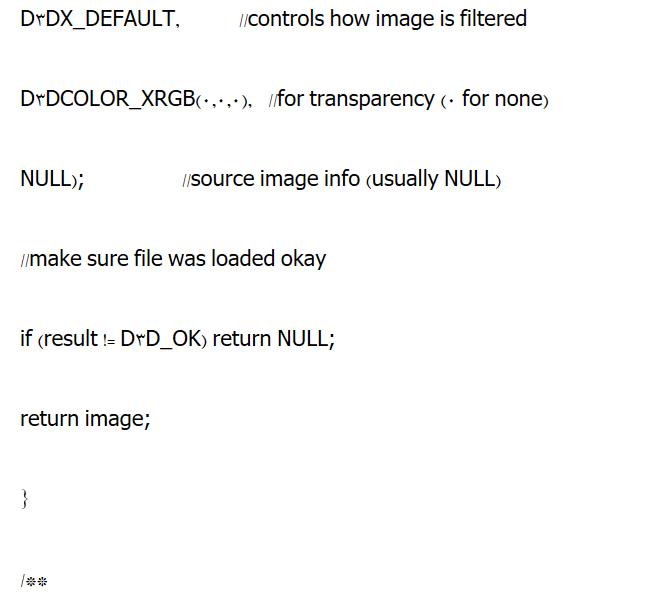 D۳DX_DEFAULT, //controls how image is filtered
D۳DCOLOR_XRGB(۰,۰,۰), //for transparency (۰ for none)
NULL); //source image info (usually NULL)
//make sure file was loaded okay
if (result != D۳D_OK) return NULL;
return image;
}
/**